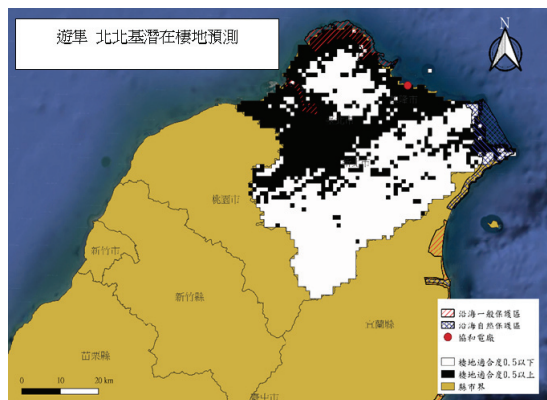 遊隼 北北基潛在棲地預測
N
桃園市
新竹市
新竹縣
宜蘭縣
苗栗縣
臺中市
沿海一般保護區
沿海自然保護區
協和電廠
棲地適合度0.5以下
棲地適合度0.5以上
縣市界
0 10 20 km